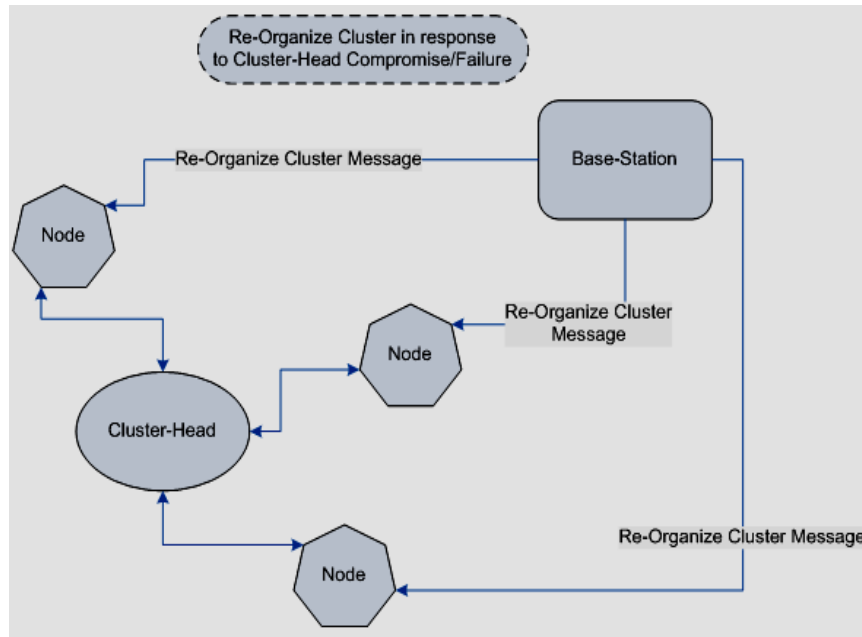 Re-Organize Cluster in response
to Cluster-Head Compromise/Failure
Re-Organize Cluster Message
Base-Station
Node
Re-Organize Cluster
Message
Node
Cluster-Head
Re-Organize Cluster Message
Node